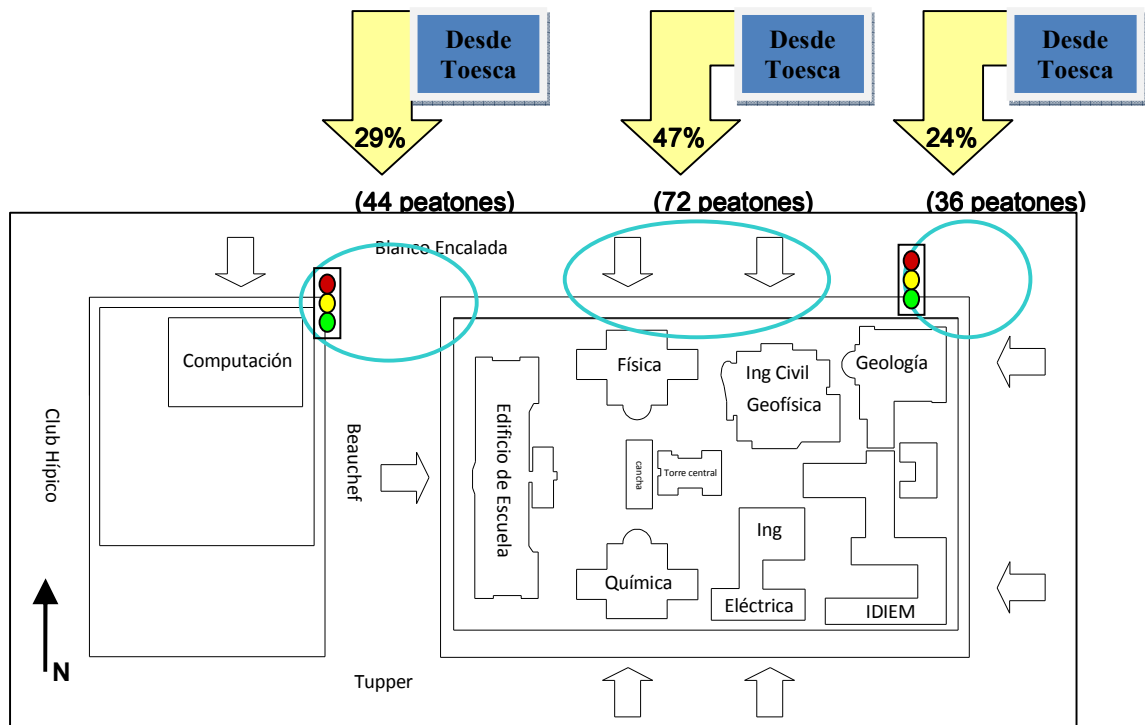 Desde
Toesca
Desde
Toesca
Desde
Toesca
29%
47%
24%
(44 peatones)
(72 peatones)
(36 peatones)
Blanco Encalada
Computación
Club Hípico
Beauchef
Edificio de Escuela
Física
Ing Civil
Geofísica
Geología
cancha
Torre central
Química
Ing
Eléctrica
IDIEM
N
Tupper